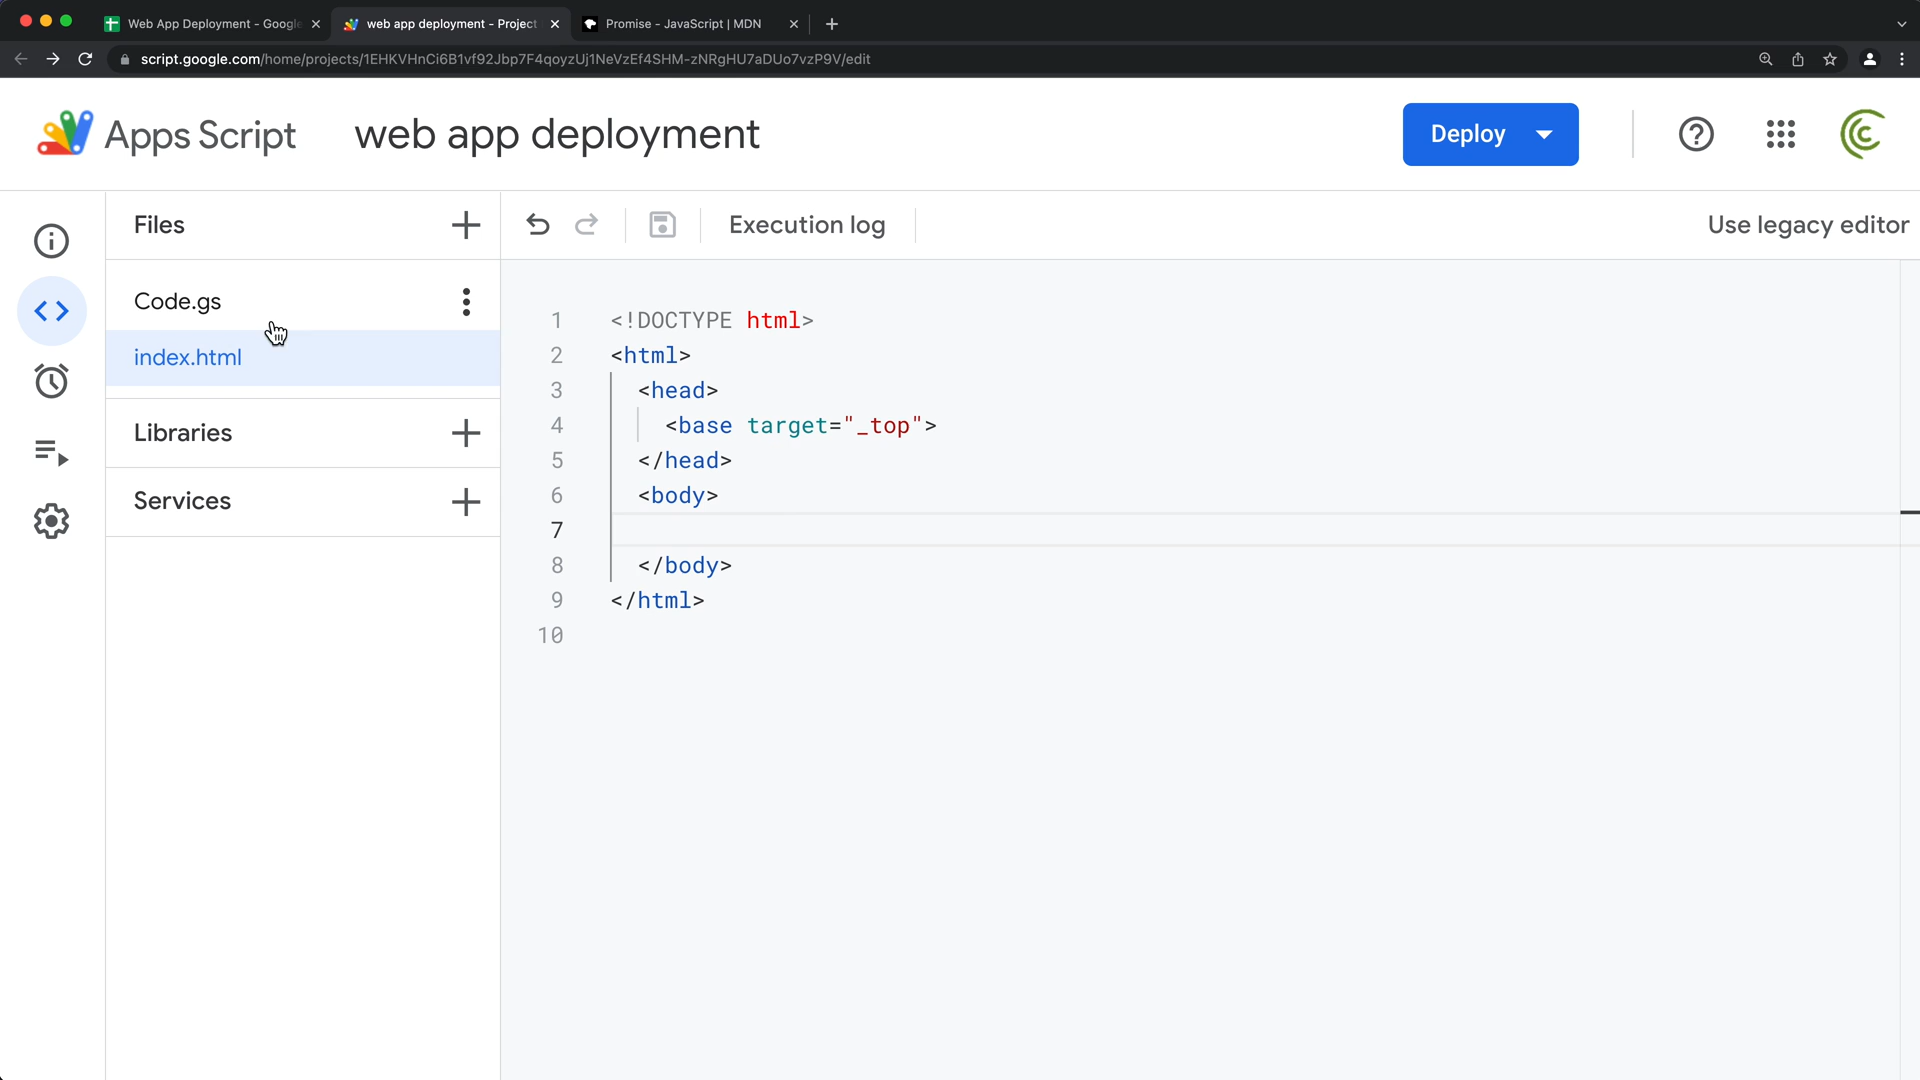 Web App Deployment - Google
web app deployment - Project
Promise - JavaScript | MDN
script.google.com/home/projects/1EHKVHnCi6B1vf92Jbp7F4qoyzUj1NeVzEf4SHM-zNRgHU7aDUo7vzP9V/edit
Apps Script
web app deployment
Deploy
Files
Execution log
Use legacy editor
Code.gs
index.html
Libraries
Services
1 <!DOCTYPE html>
2 <html>
3 <head>
4 <base target="_top">
5 </head>
6 <body>
7
8 </body>
9 </html>
10